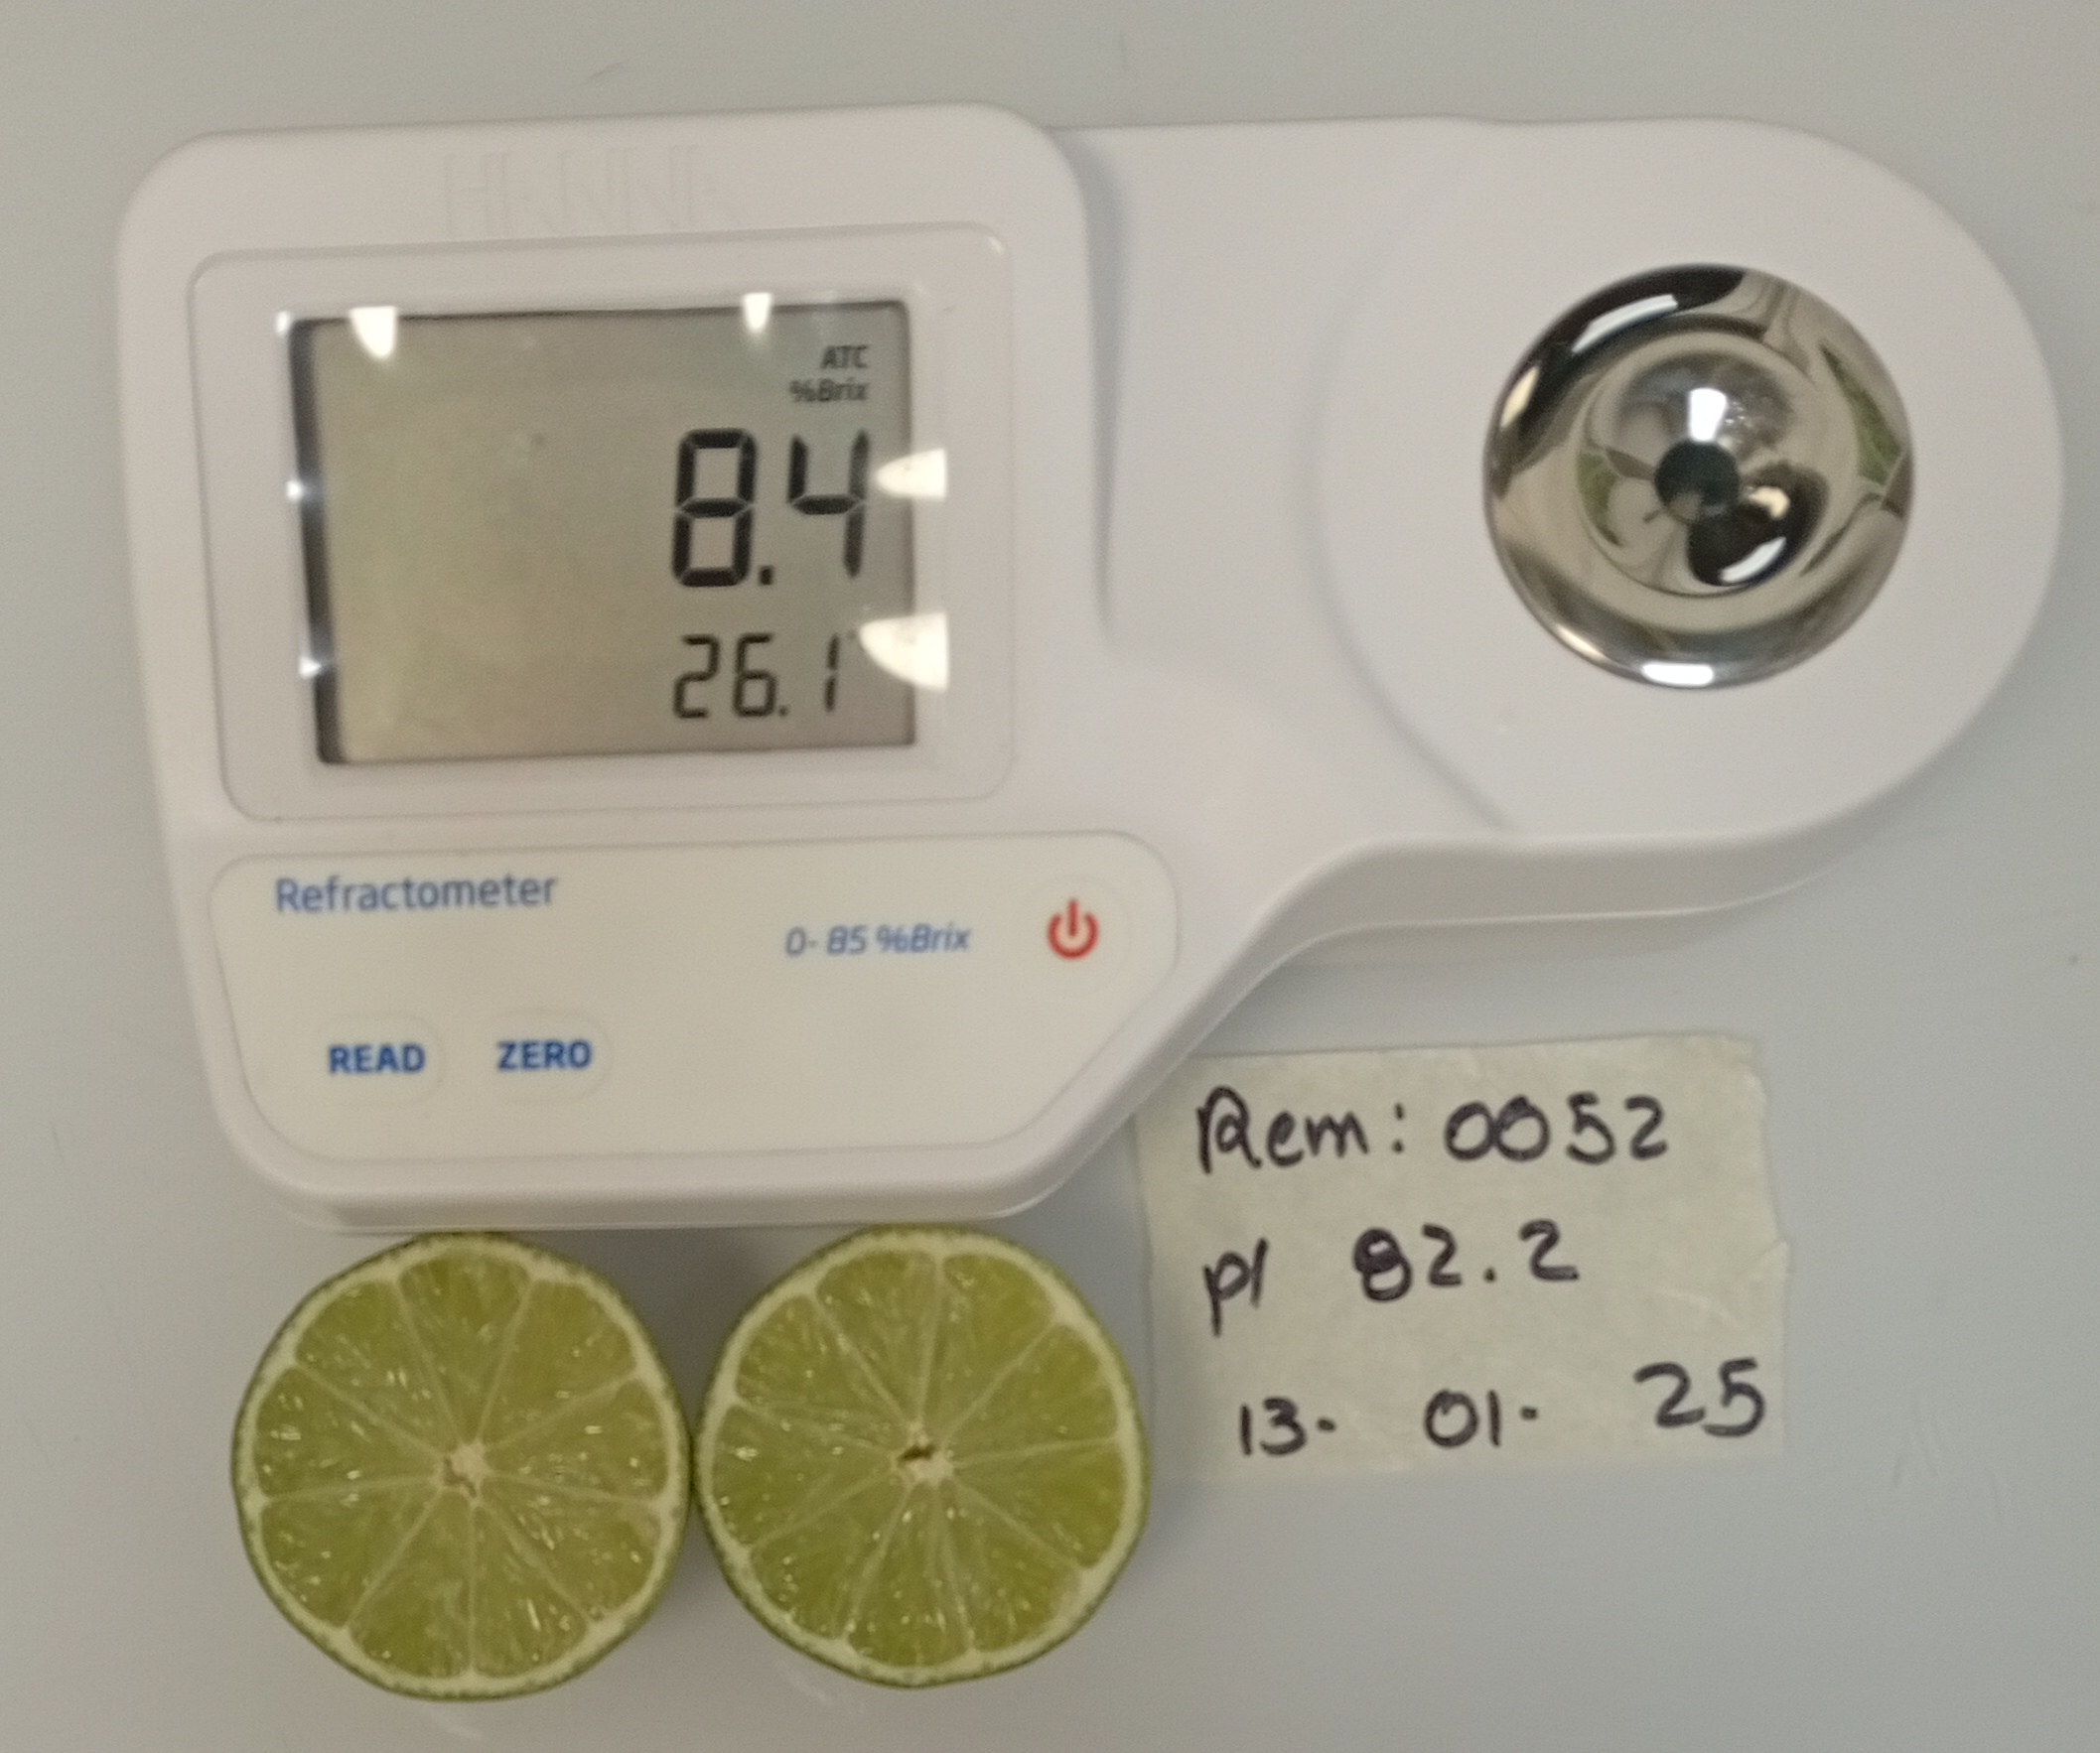 HANNA
ATC
%Brix
8.4
26.1
Refractometer
0-85 %Brix
READ
ZERO
Rem: 0052
p/ 82.2
13. 01. 25